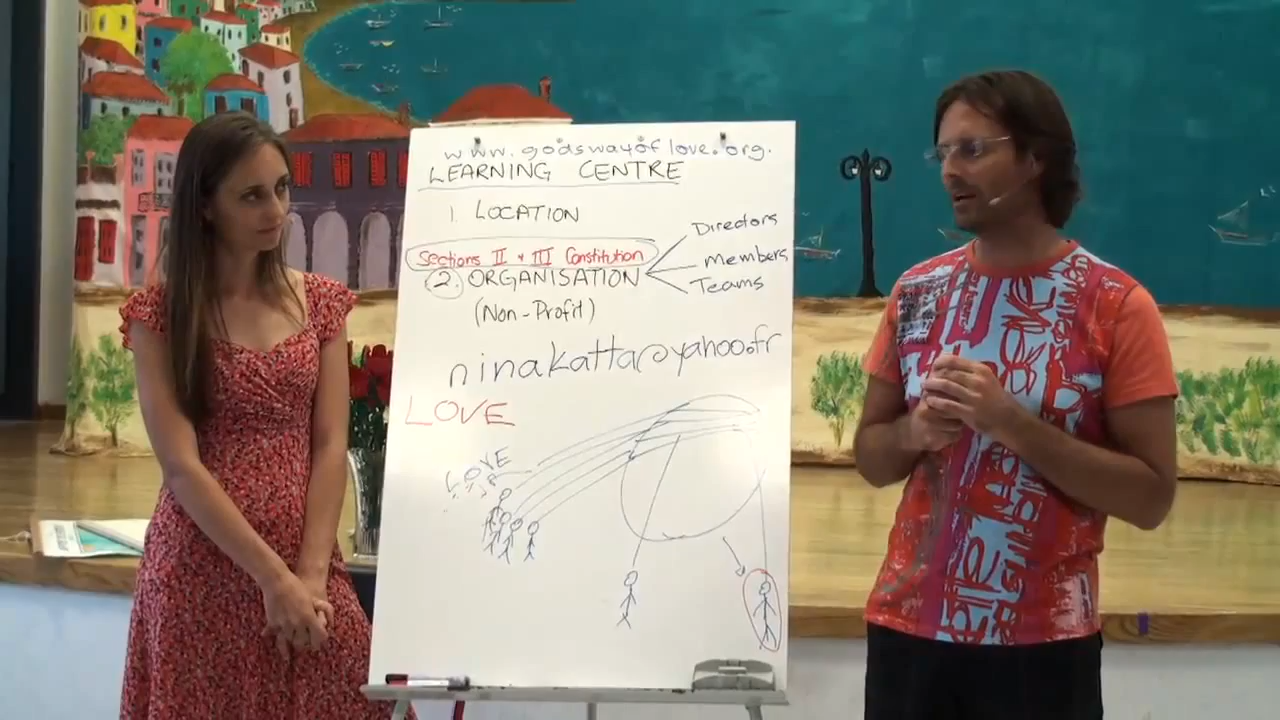 www.godswayoflove.org.
LEARNING CENTRE
1. LOCATION
Sections II + III Constitution
2. ORGANISATION
Directors
Members
Teams
(Non-Profit)
ninakatta@yahoo.fr
LOVE
LOVE